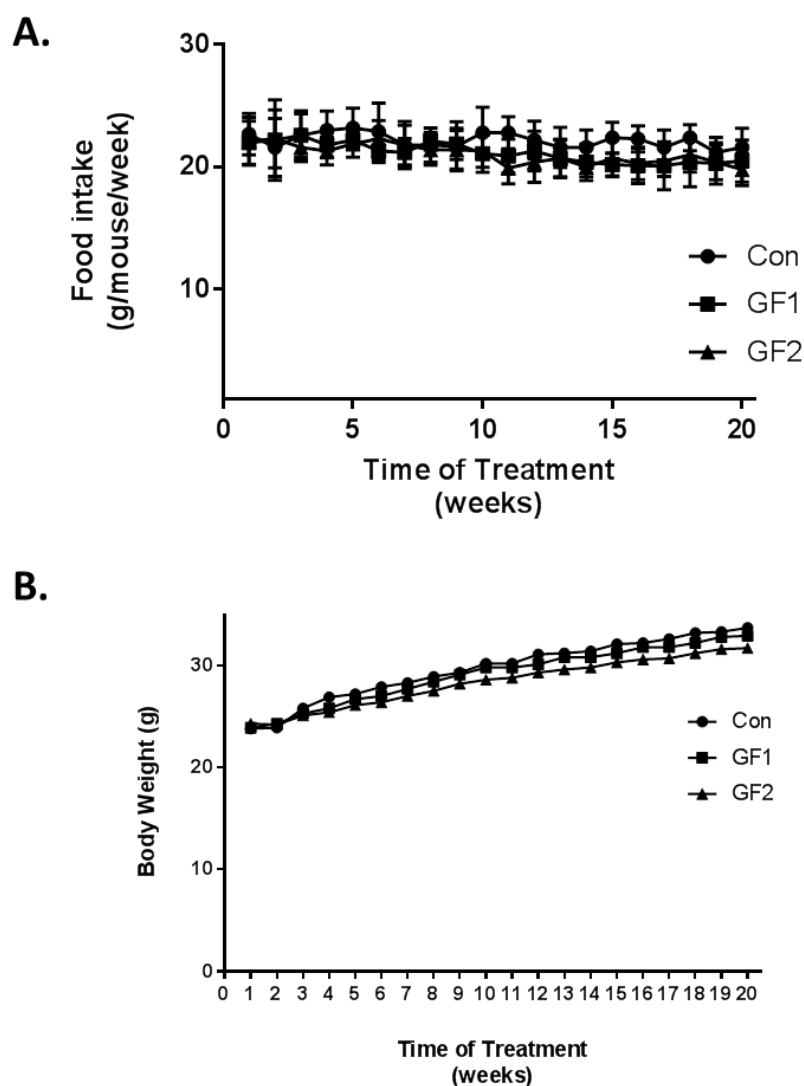 A.
30
20
10
Food intake
(g/mouse/week)
Con
GF1
GF2
0 5 10 15 20
Time of Treatment
(weeks)
B.
30
20
10
0
Body Weight (g)
Con
GF1
GF2
0 1 2 3 4 5 6 7 8 9 10 11 12 13 14 15 16 17 18 19 20
Time of Treatment
(weeks)